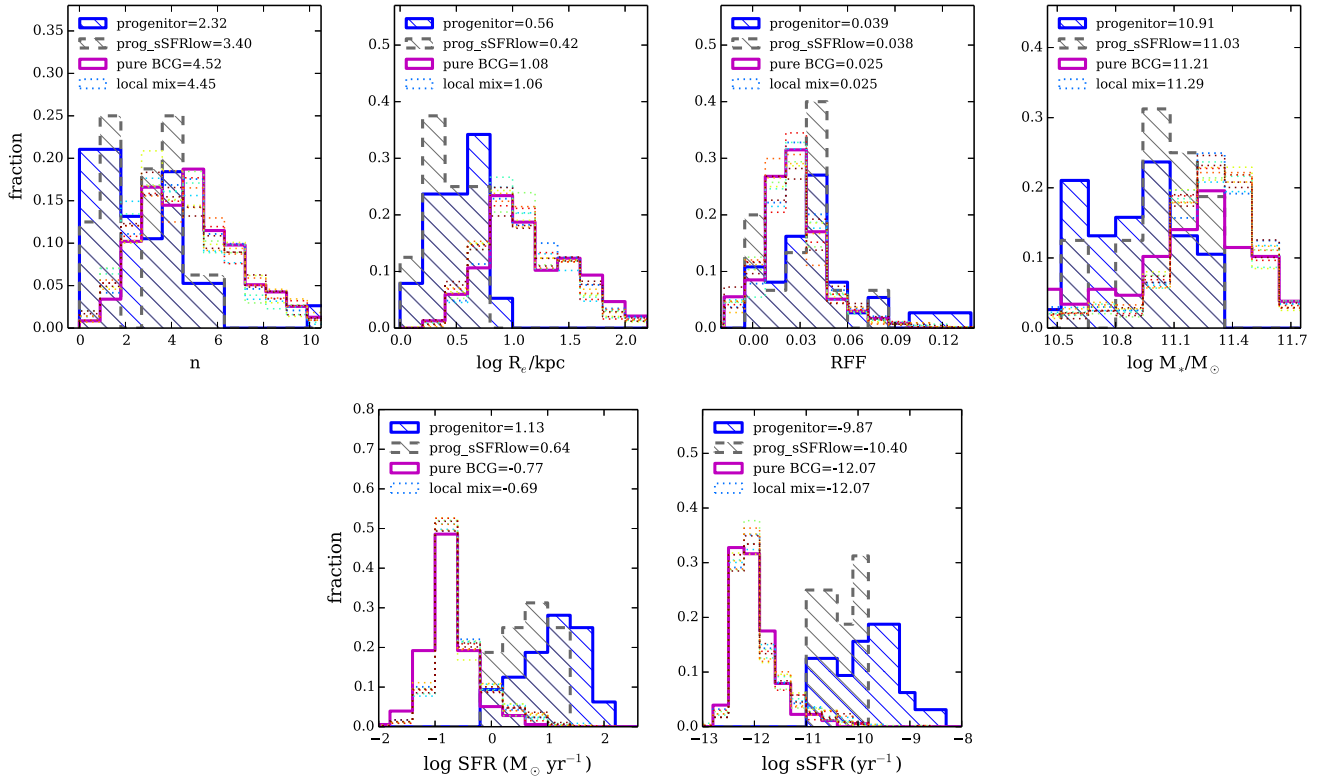 progenitor=2.32
prog_sSFRlow=3.40
pure BCG=4.52
local mix=4.45
fraction
0.35
0.30
0.25
0.20
0.15
0.10
0.05
0.00
0 2 4 6 8 10
n
progenitor=0.56
prog_sSFRlow=0.42
pure BCG=1.08
local mix=1.06
0.5
0.4
0.3
0.2
0.1
0.0
0.0 0.5 1.0 1.5 2.0
log R_e/kpc
progenitor=0.039
prog_sSFRlow=0.038
pure BCG=0.025
local mix=0.025
0.5
0.4
0.3
0.2
0.1
0.0
0.00 0.03 0.06 0.09 0.12
RFF
progenitor=10.91
prog_sSFRlow=11.03
pure BCG=11.21
local mix=11.29
0.4
0.3
0.2
0.1
0.0
10.5 10.8 11.1 11.4 11.7
log M_*/M_⊙
progenitor=1.13
prog_sSFRlow=0.64
pure BCG=-0.77
local mix=-0.69
fraction
0.8
0.7
0.6
0.5
0.4
0.3
0.2
0.1
0.0
−2 −1 0 1 2
log SFR (M_⊙ yr⁻¹)
progenitor=-9.87
prog_sSFRlow=-10.40
pure BCG=-12.07
local mix=-12.07
0.5
0.4
0.3
0.2
0.1
0.0
−13 −12 −11 −10 −9 −8
log sSFR (yr⁻¹)